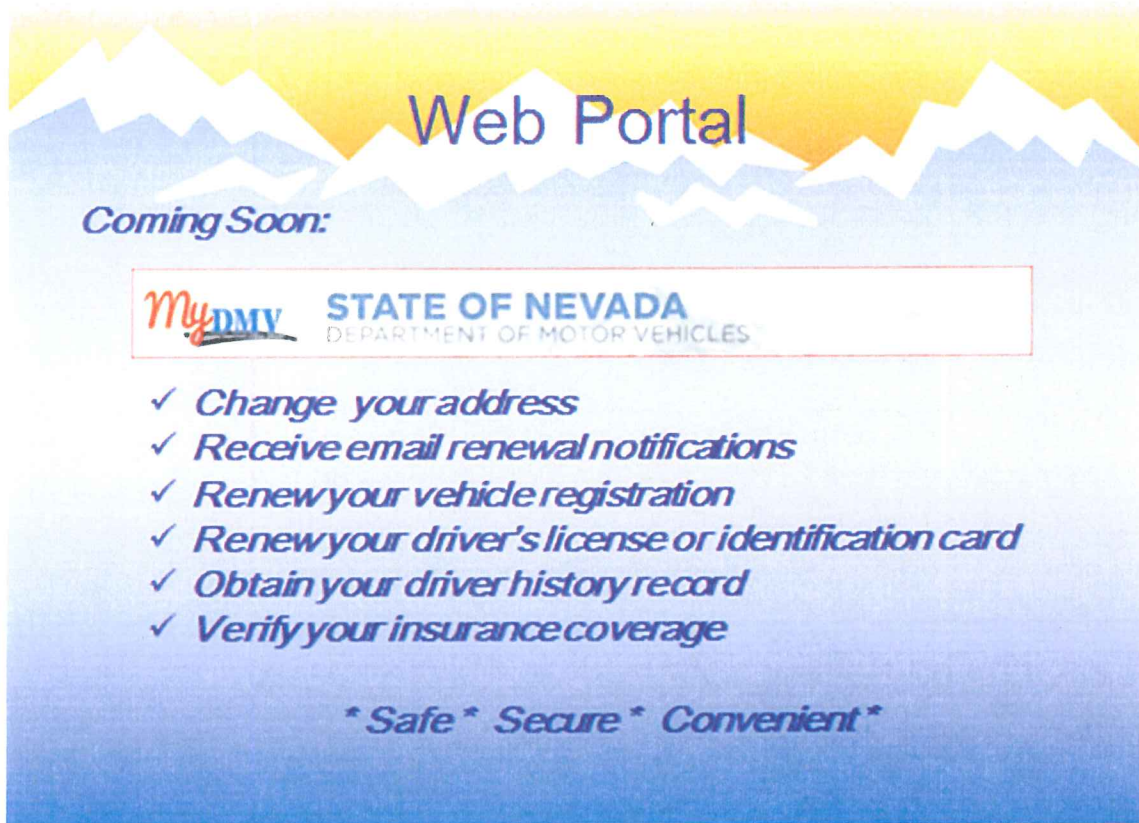 Web Portal
Coming Soon:
My DMV STATE OF NEVADA
DEPARTMENT OF MOTOR VEHICLES
✓ Change your address
✓ Receive email renewal notifications
✓ Renew your vehicle registration
✓ Renew your driver's license or identification card
✓ Obtain your driver history record
✓ Verify your insurance coverage
* Safe * Secure * Convenient *